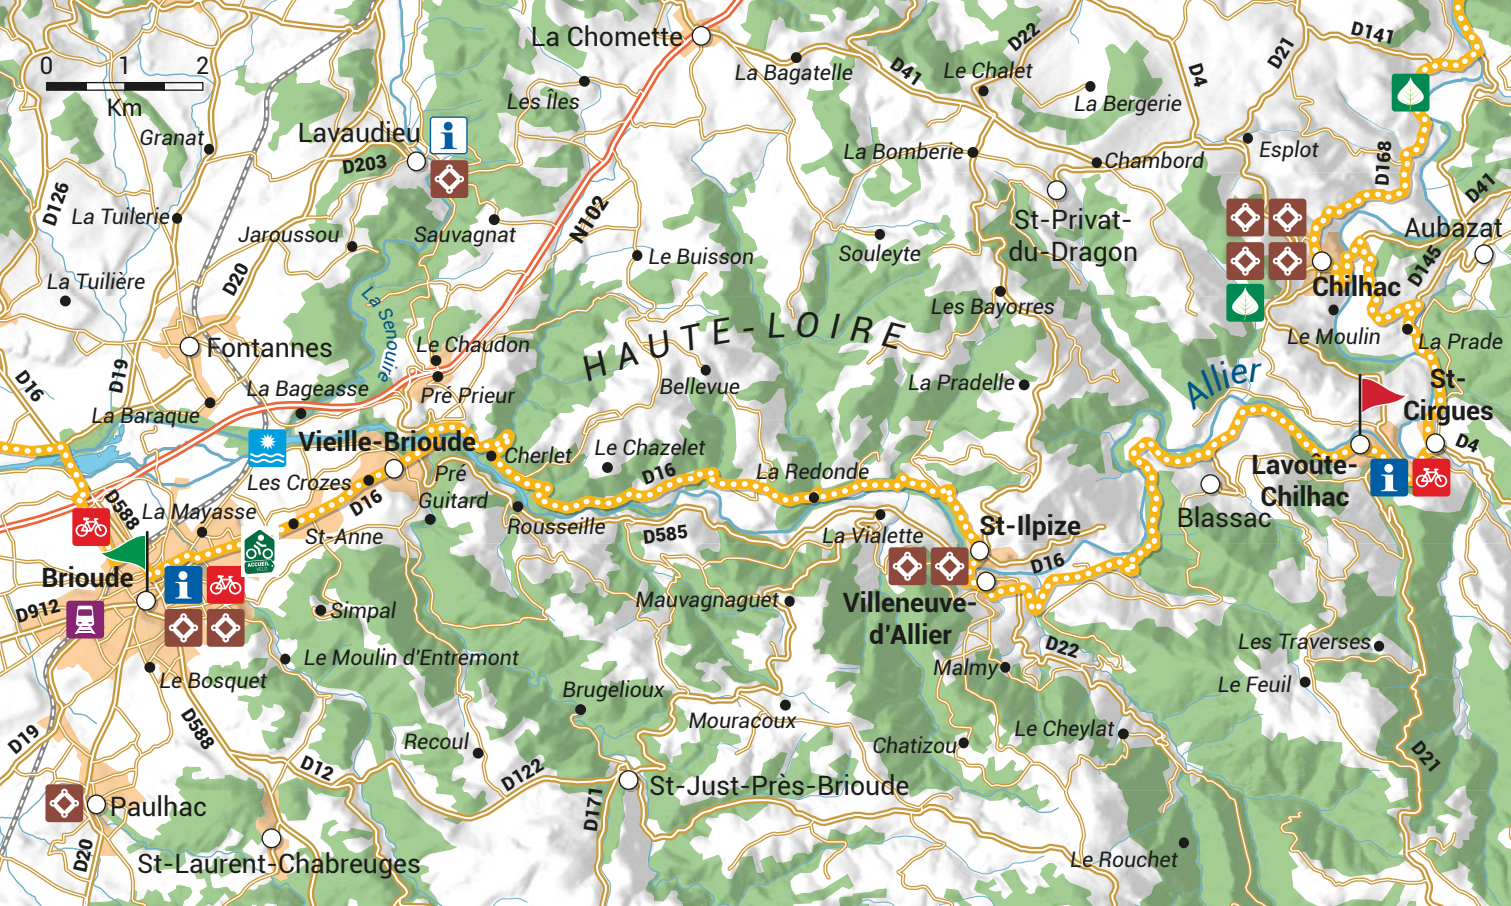 La Chomette
D22
D21
D141
0 1 2
Km
La Bagatelle
D41
Le Chalet
D4
La Bergerie
Les Îles
Granat
Lavaudieu
D203
La Bomberie
Chambord
Esplot
D168
D41
D126
La Tuilerie
Jaroussou
Sauvagnat
N102
Souleyte
St-Privat-
du-Dragon
Aubazat
D145
Le Buisson
La Tuilière
D20
La Senouire
Les Bayorres
Chilhac
Le Moulin
La Prade
HAUTE-LOIRE
Fontannes
Le Chaudon
D16
D19
La Bageasse
Pré Prieur
Bellevue
La Pradelle
Allier
St-
Cirgues
La Baraque
Vieille-Brioude
Cherlet
Le Chazelet
D4
Les Crozes
Pré
Guitard
D16
D16
La Redonde
Lavoûte-
Chilhac
Blassac
D588
La Mayasse
St-Anne
Rousseille
D585
La Vialette
St-Ilpize
ACCUEIL
Brioude
D16
D912
Simpal
Mauvagnaguet
Villeneuve-
d'Allier
D22
Les Traverses
Le Moulin d'Entremont
Malmy
Le Bosquet
Brugelioux
Le Feuil
Mouracoux
D19
D588
Recoul
Chatizou
Le Cheylat
D21
D12
D122
D171
St-Just-Près-Brioude
Paulhac
D20
St-Laurent-Chabreuges
Le Rouchet